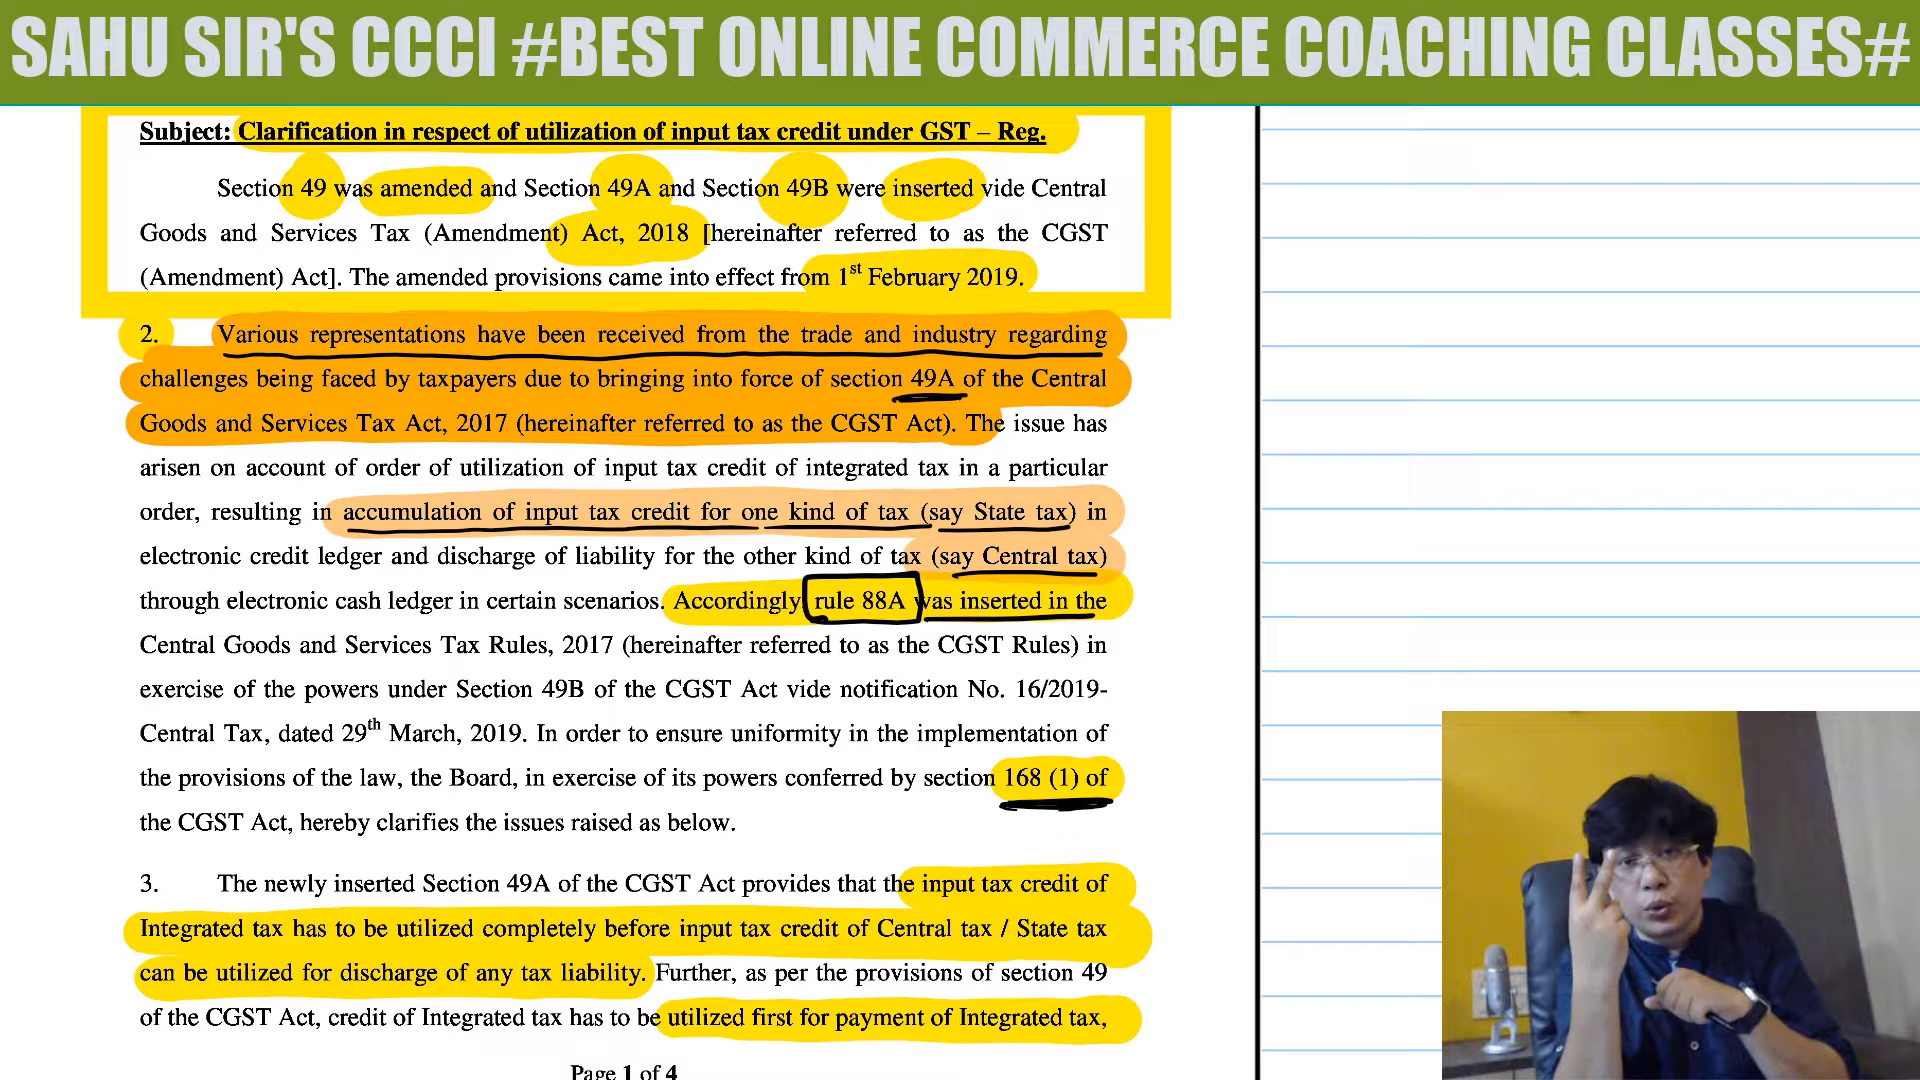 SAHU SIR'S CCCI #BEST ONLINE COMMERCE COACHING CLASSES#
Subject: Clarification in respect of utilization of input tax credit under GST – Reg.
Section 49 was amended and Section 49A and Section 49B were inserted vide Central
Goods and Services Tax (Amendment) Act, 2018 [hereinafter referred to as the CGST
(Amendment) Act]. The amended provisions came into effect from 1st February 2019.
2. Various representations have been received from the trade and industry regarding
challenges being faced by taxpayers due to bringing into force of section 49A of the Central
Goods and Services Tax Act, 2017 (hereinafter referred to as the CGST Act). The issue has
arisen on account of order of utilization of input tax credit of integrated tax in a particular
order, resulting in accumulation of input tax credit for one kind of tax (say State tax) in
electronic credit ledger and discharge of liability for the other kind of tax (say Central tax)
through electronic cash ledger in certain scenarios. Accordingly, rule 88A was inserted in the
Central Goods and Services Tax Rules, 2017 (hereinafter referred to as the CGST Rules) in
exercise of the powers under Section 49B of the CGST Act vide notification No. 16/2019-
Central Tax, dated 29th March, 2019. In order to ensure uniformity in the implementation of
the provisions of the law, the Board, in exercise of its powers conferred by section 168 (1) of
the CGST Act, hereby clarifies the issues raised as below.
3. The newly inserted Section 49A of the CGST Act provides that the input tax credit of
Integrated tax has to be utilized completely before input tax credit of Central tax / State tax
can be utilized for discharge of any tax liability. Further, as per the provisions of section 49
of the CGST Act, credit of Integrated tax has to be utilized first for payment of Integrated tax,
Page 1 of 4